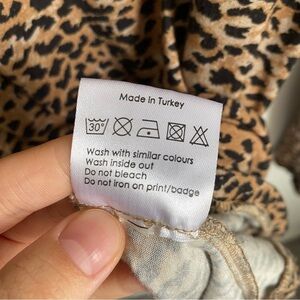 Made in Turkey
30°
Wash with similar colours
Wash inside out
Do not bleach
Do not iron on print/badge